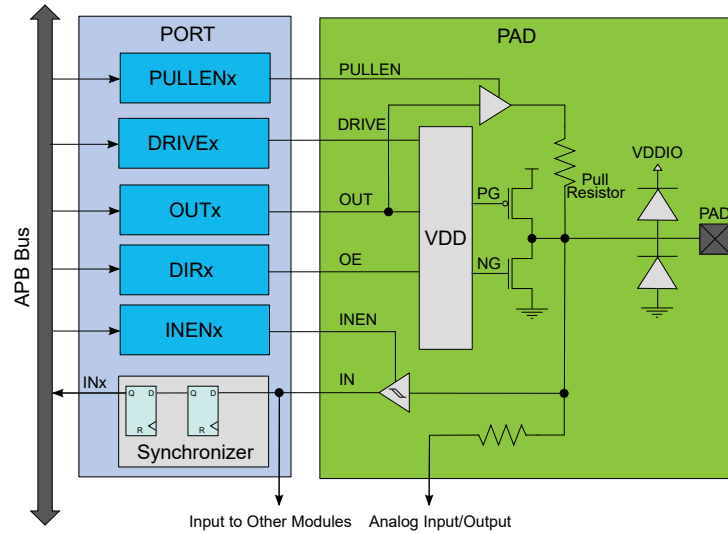 PORT
PAD
PULLENx
PULLEN
DRIVEx
DRIVE
OUTx
OUT
DIRx
OE
INENx
INEN
INx
IN
VDD
PG
NG
Pull
Resistor
VDDIO
PAD
APB Bus
Q D
R
Q D
R
Synchronizer
Input to Other Modules
Analog Input/Output